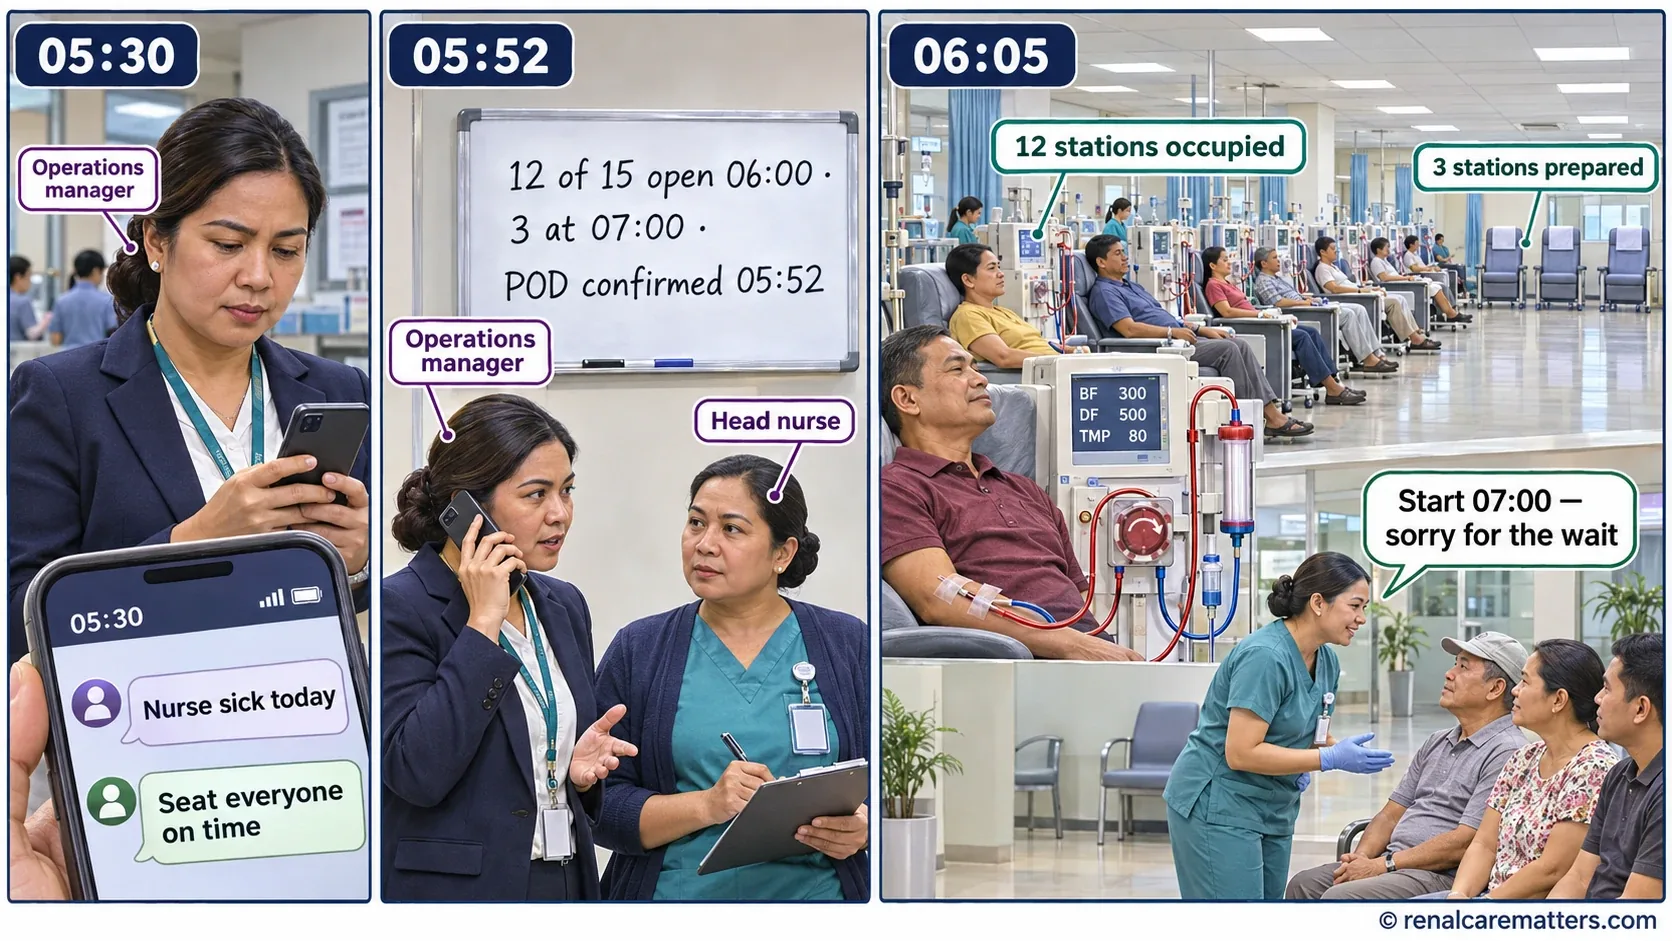 05:30
Operations
manager
05:30
Nurse sick today
Seat everyone
on time
05:52
12 of 15 open 06:00 ·
3 at 07:00 ·
POD confirmed 05:52
Operations
manager
Head nurse
06:05
12 stations occupied
3 stations prepared
BF 300
DF 500
TMP 80
Start 07:00 —
sorry for the wait
© renalcarematters.com